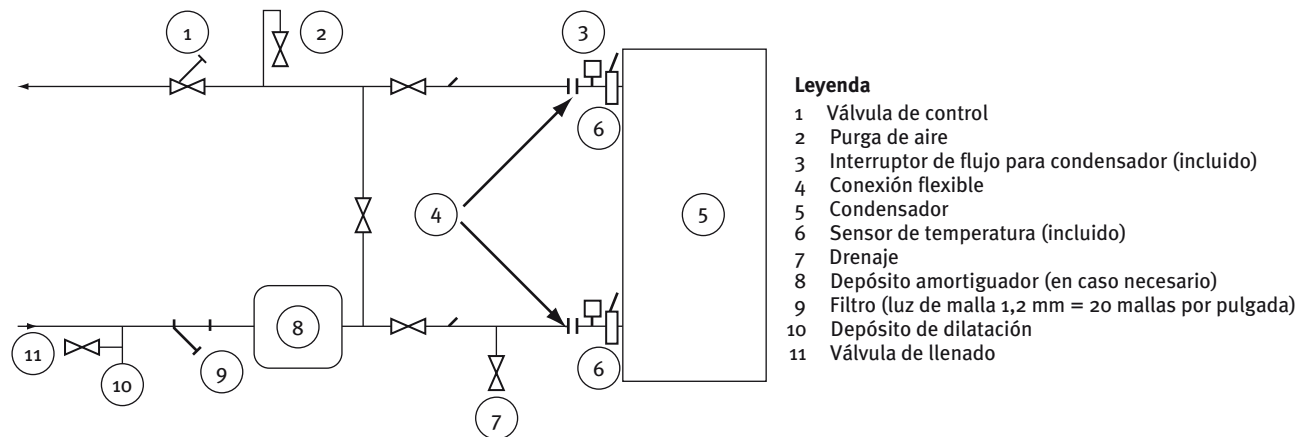 1
2
3
6
4
5
8
11
10
9
7
6
Leyenda
1 Válvula de control
2 Purga de aire
3 Interruptor de flujo para condensador (incluido)
4 Conexión flexible
5 Condensador
6 Sensor de temperatura (incluido)
7 Drenaje
8 Depósito amortiguador (en caso necesario)
9 Filtro (luz de malla 1,2 mm = 20 mallas por pulgada)
10 Depósito de dilatación
11 Válvula de llenado